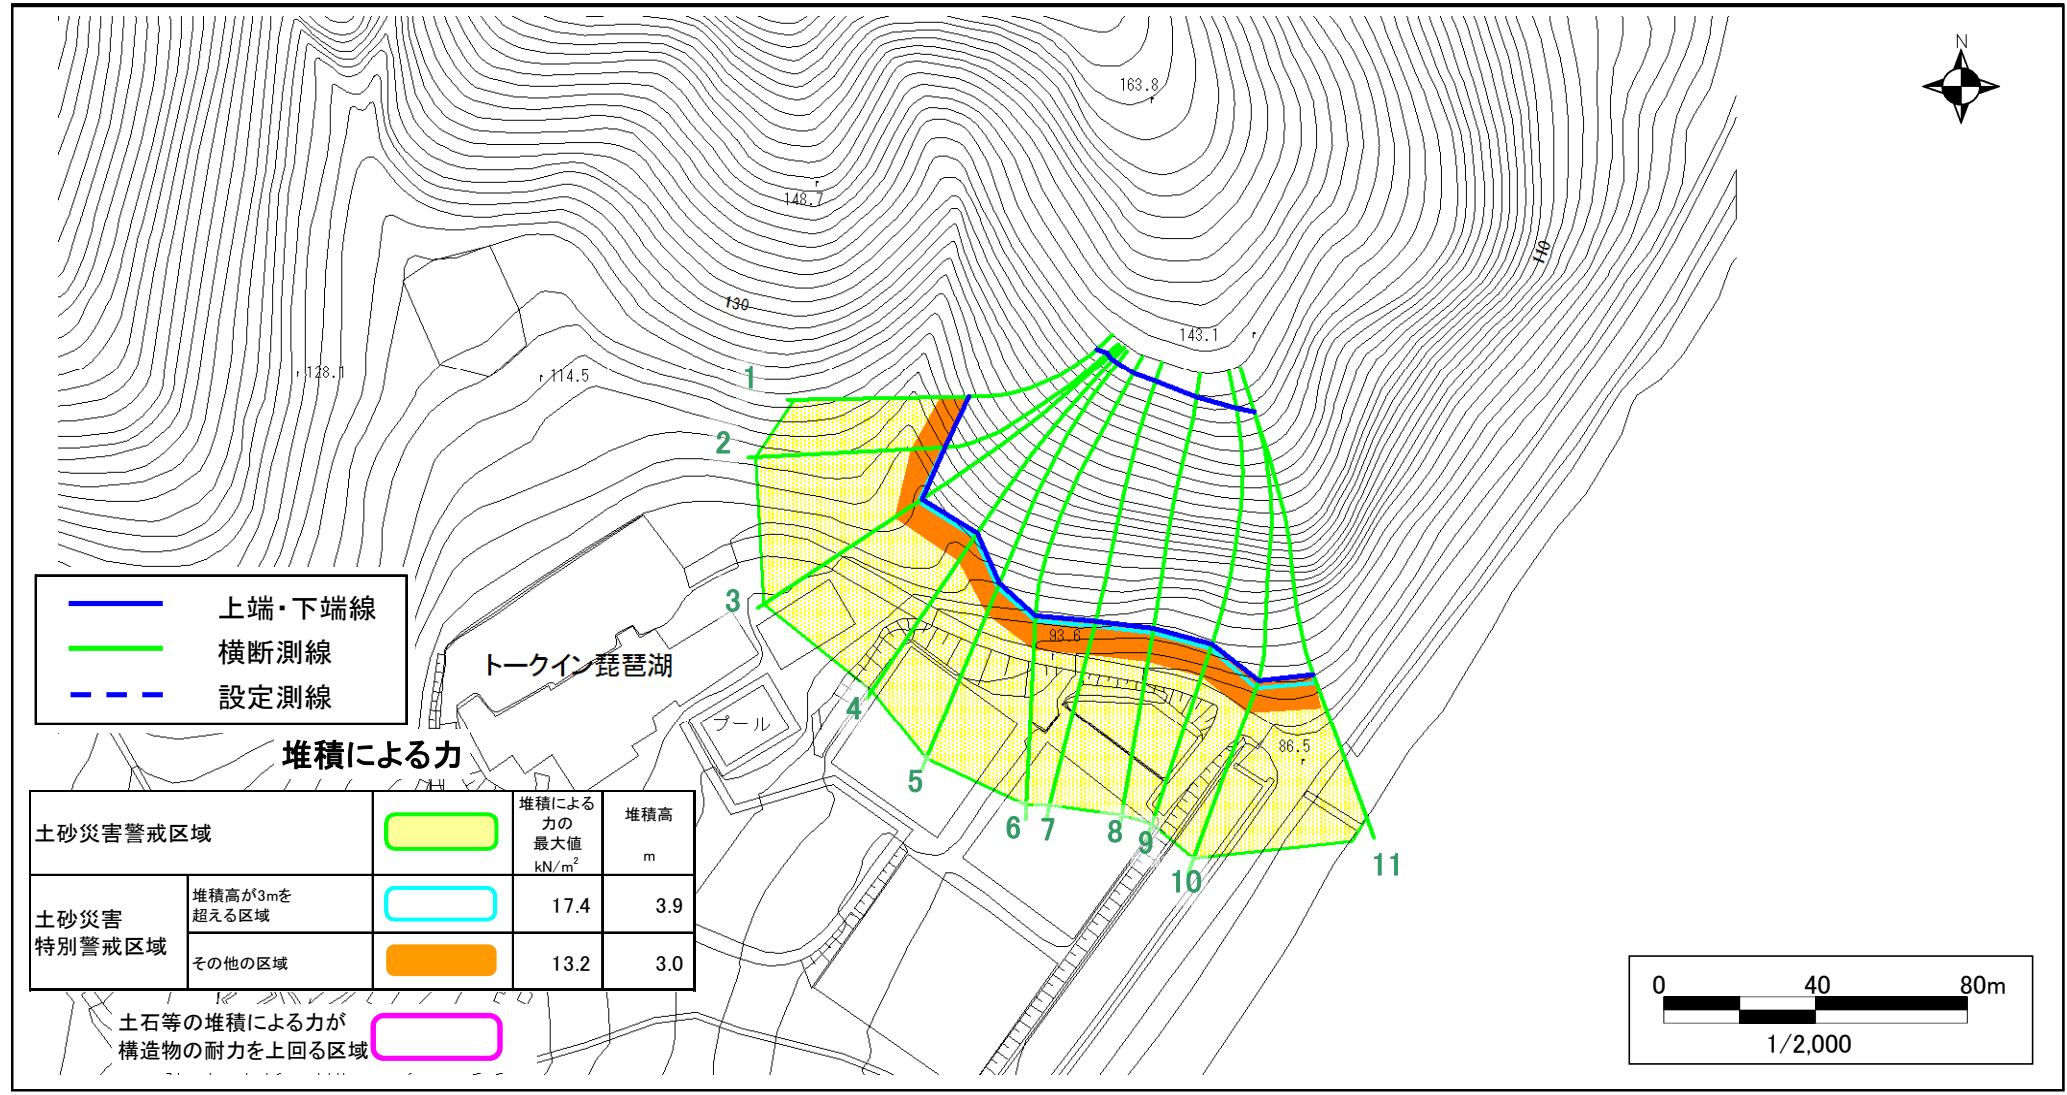 N
163.8
148.7
110
130
143.1
128.1
114.5
1
2
3
4
5
6
7
8
9
10
11
93.6
86.5
トークイン琵琶湖
プール
上端・下端線
横断測線
設定測線
堆積による力
土砂災害警戒区域
堆積による
力の
最大値
kN/m²
堆積高
m
土砂災害
特別警戒区域
堆積高が3mを
超える区域
17.4
3.9
その他の区域
13.2
3.0
土石等の堆積による力が
構造物の耐力を上回る区域
0 40 80m
1/2,000